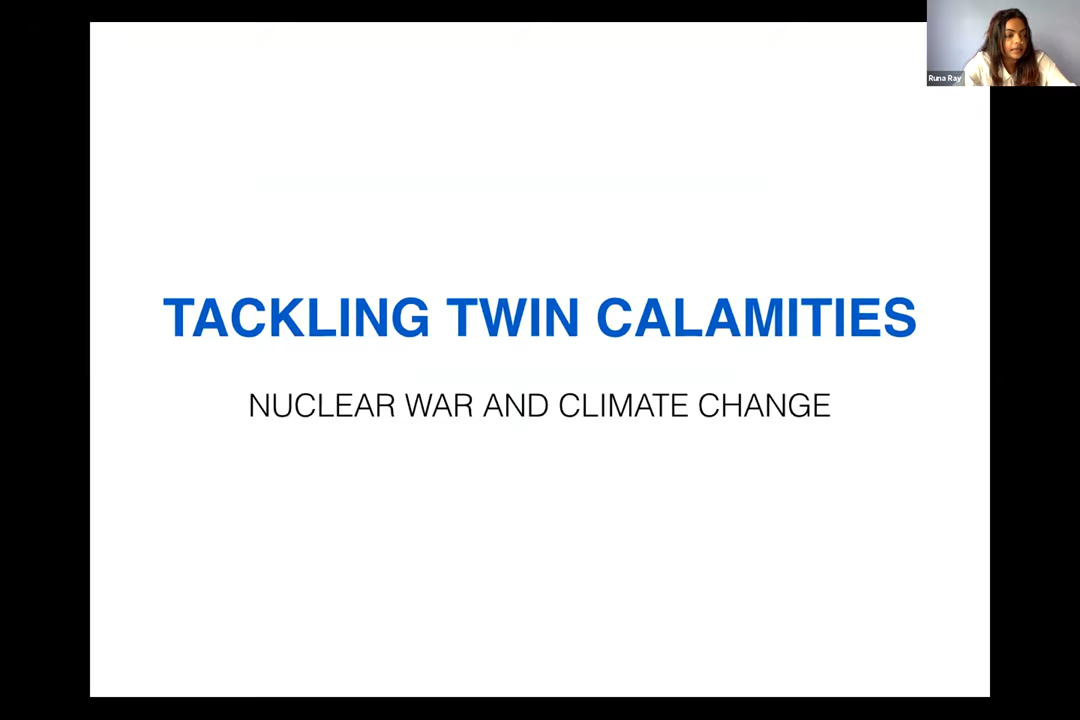 Runa Ray
TACKLING TWIN CALAMITIES
NUCLEAR WAR AND CLIMATE CHANGE